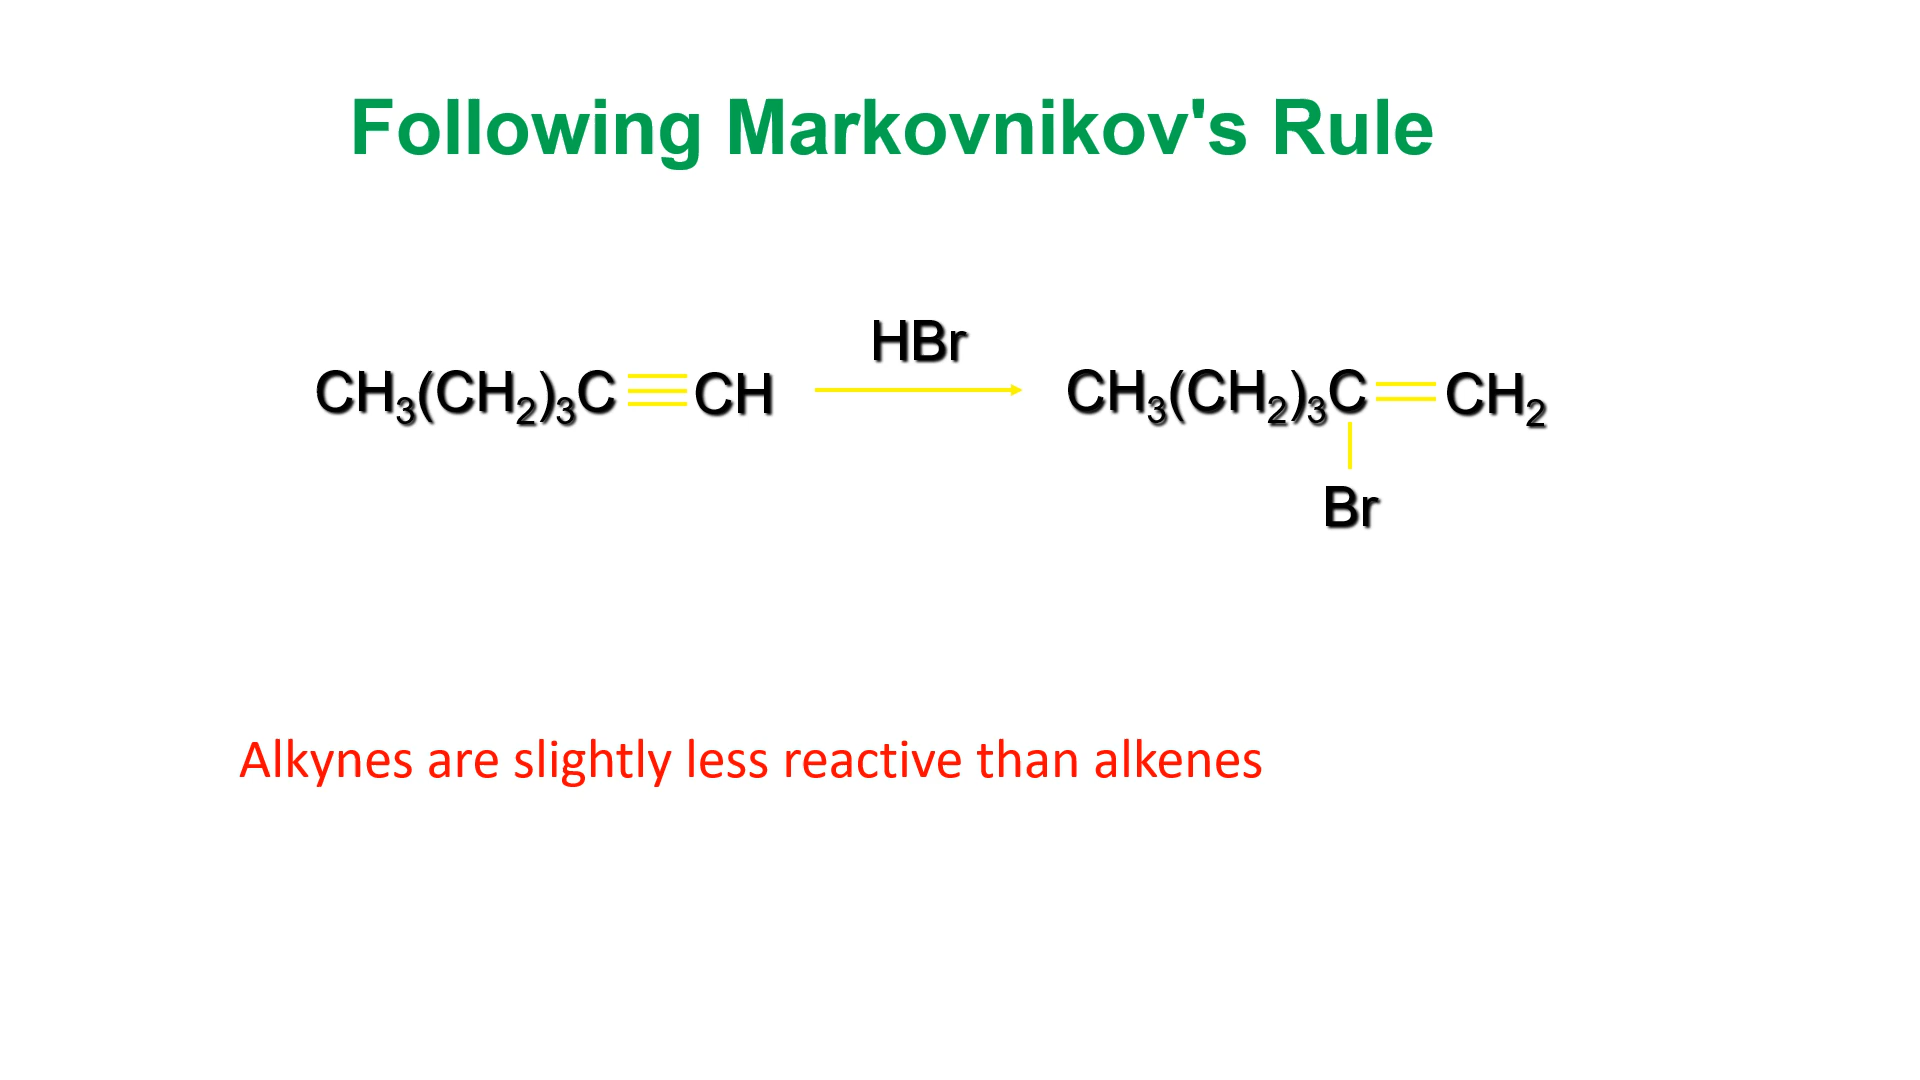 Following Markovnikov's Rule
HBr
CH₃(CH₂)₃C≡CH → CH₃(CH₂)₃C=CH₂
Br
Alkynes are slightly less reactive than alkenes